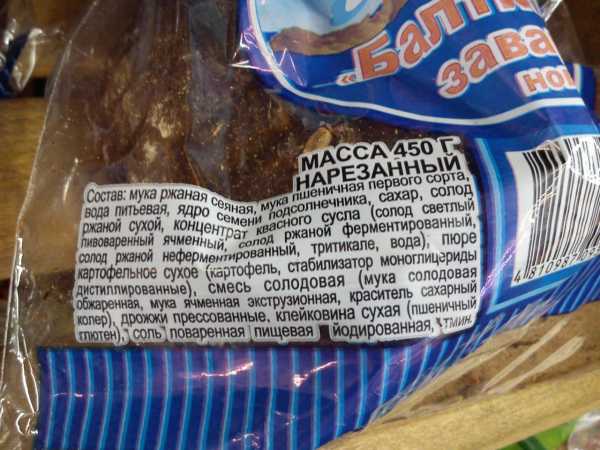 «Балти
зава
нов
МАССА 450 Г
НАРЕЗАННЫЙ
Состав: мука ржаная сеяная, мука пшеничная первого сорта,
вода питьевая, ядро семени подсолнечника, сахар, солод
ржаной сухой, концентрат квасного сусла (солод светлый
пивоваренный ячменный, солод ржаной ферментированный,
солод ржаной неферментированный, тритикале, вода), пюре
картофельное сухое (картофель, стабилизатор моноглицериды
дистиллированные), смесь солодовая (мука солодовая
обжаренная, мука ячменная экструзионная, краситель сахарный
колер), дрожжи прессованные, клейковина сухая (пшеничный
глютен), соль поваренная пищевая йодированная, тмин.